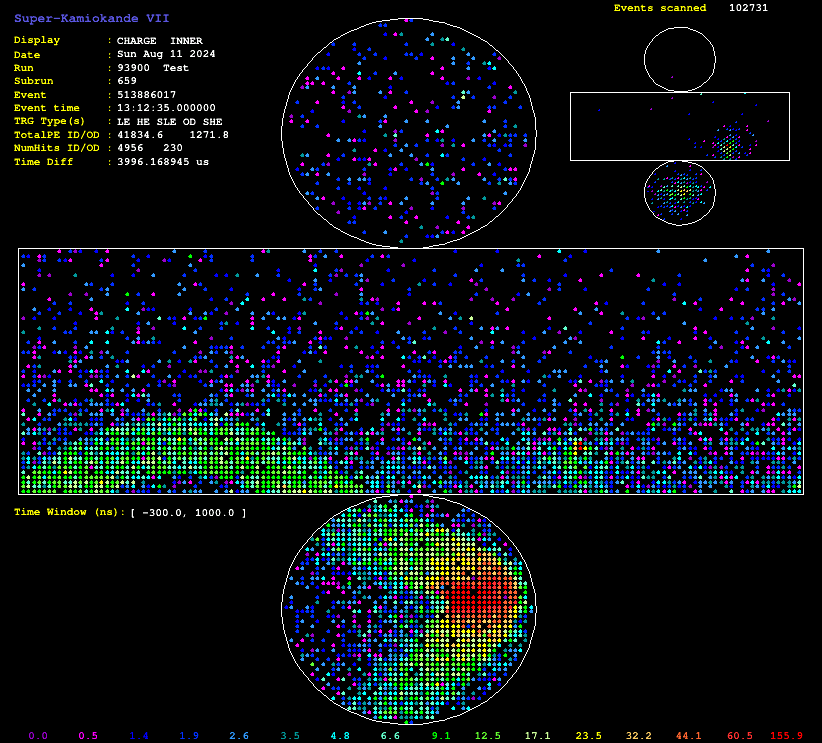 Super-Kamiokande VII
Events scanned 102731
Display : CHARGE INNER
Date : Sun Aug 11 2024
Run : 93900 Test
Subrun : 659
Event : 513886017
Event time : 13:12:35.000000
TRG Type(s) : LE HE SLE OD SHE
TotalPE ID/OD : 41834.6 1271.8
NumHits ID/OD : 4956 230
Time Diff : 3996.168945 us
Time Window (ns): [ -300.0, 1000.0 ]
0.0 0.5 1.4 1.9 2.6 3.5 4.8 6.6 9.1 12.5 17.1 23.5 32.2 44.1 60.5 155.9